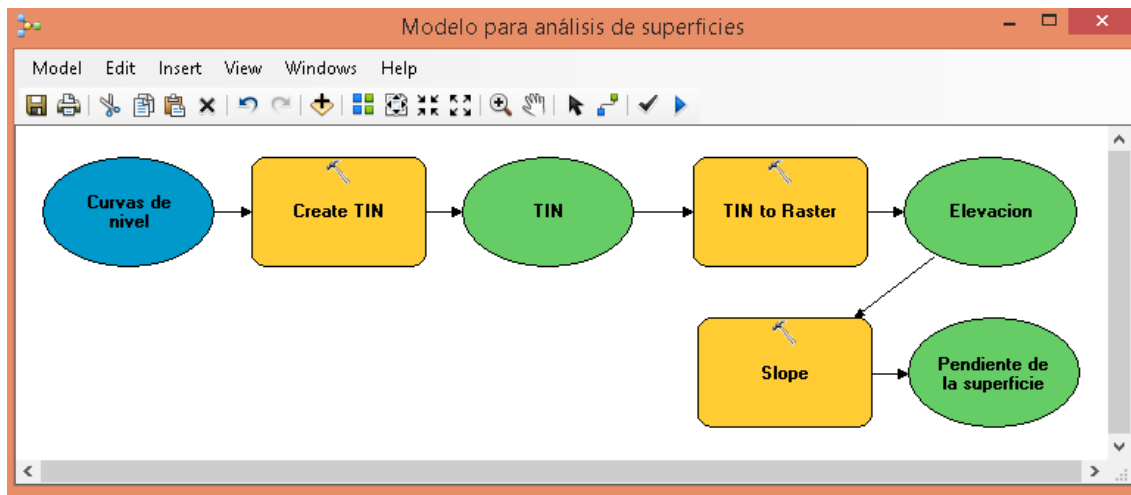 Modelo para análisis de superficies
Model Edit Insert View Windows Help
Curvas de
nivel
Create TIN
TIN
TIN to Raster
Elevacion
Slope
Pendiente de
la superficie